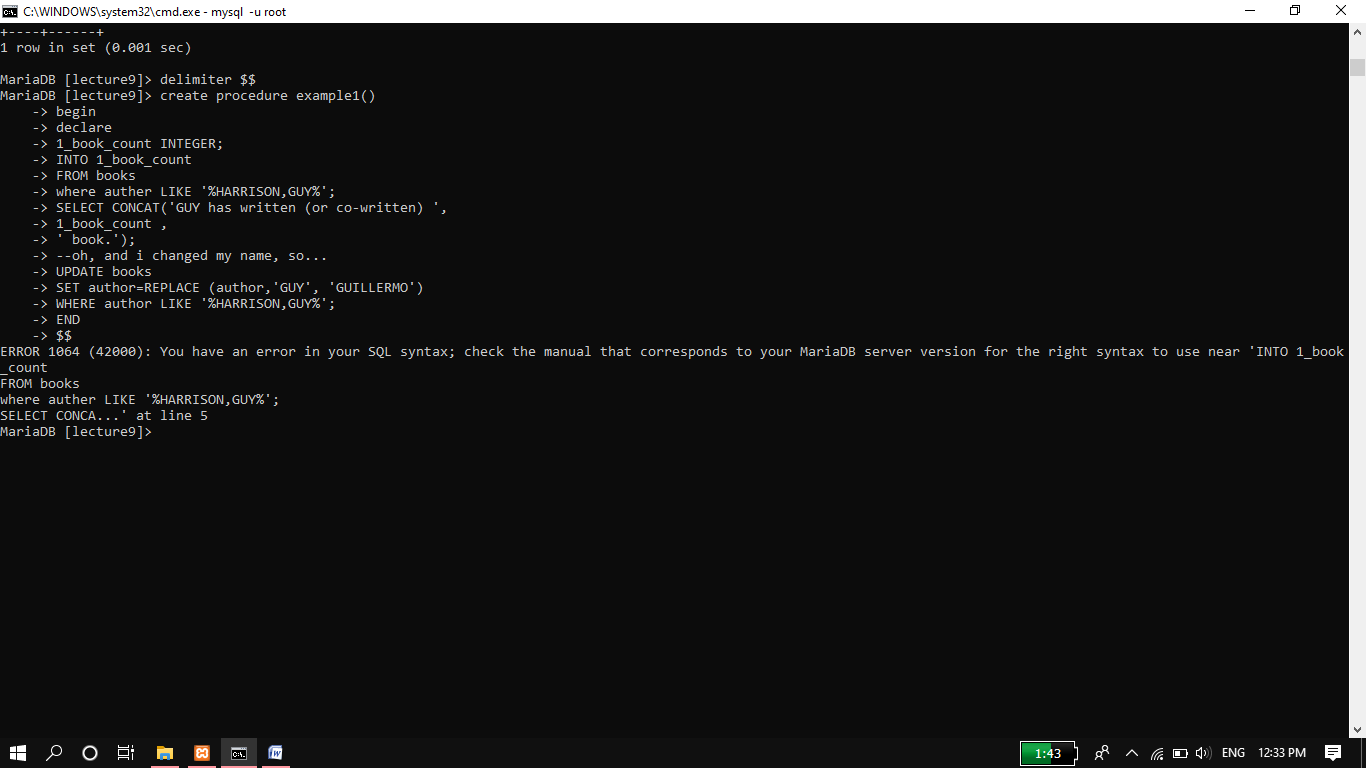 C:\WINDOWS\system32\cmd.exe - mysql  -u root
+----+------+
1 row in set (0.001 sec)
MariaDB [lecture9]> delimiter $$
MariaDB [lecture9]> create procedure example1()
    -> begin
    -> declare
    -> 1_book_count INTEGER;
    -> INTO 1_book_count
    -> FROM books
    -> where auther LIKE '%HARRISON,GUY%';
    -> SELECT CONCAT('GUY has written (or co-written) ',
    -> 1_book_count ,
    -> ' book.');
    -> --oh, and i changed my name, so...
    -> UPDATE books
    -> SET author=REPLACE (author,'GUY', 'GUILLERMO')
    -> WHERE author LIKE '%HARRISON,GUY%';
    -> END
    -> $$
ERROR 1064 (42000): You have an error in your SQL syntax; check the manual that corresponds to your MariaDB server version for the right syntax to use near 'INTO 1_book
_count
FROM books
where auther LIKE '%HARRISON,GUY%';
SELECT CONCA...' at line 5
MariaDB [lecture9]>
1:43 ENG 12:33 PM